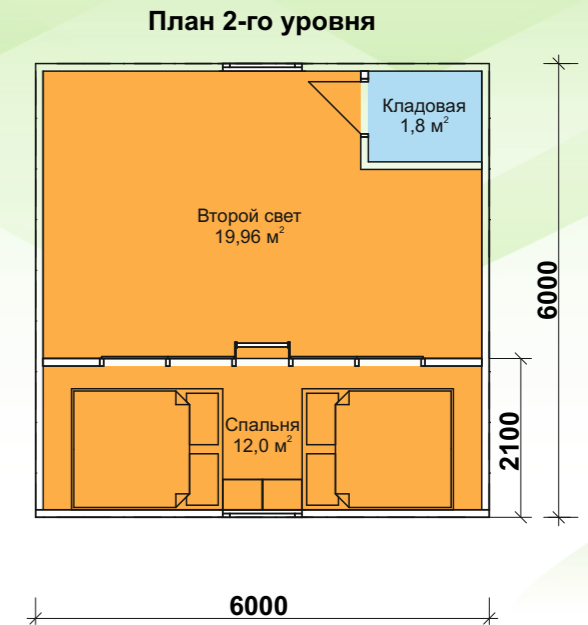 План 2-го уровня
Кладовая
1,8 м²
Второй свет
19,96 м²
6000
Спальня
12,0 м²
2100
6000